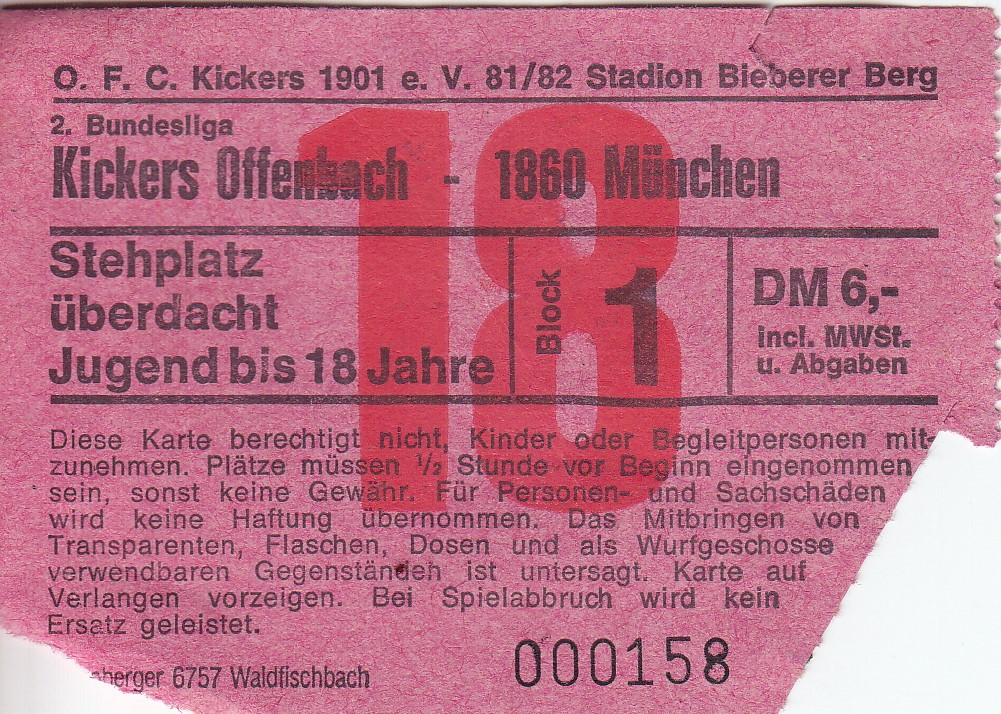 O. F. C. Kickers 1901 e. V. 81/82 Stadion Bieberer Berg
2. Bundesliga
Kickers Offenbach - 1860 München
18
Stehplatz
überdacht
Jugend bis 18 Jahre
Block 1
DM 6,-
incl. MWSt.
u. Abgaben
Diese Karte berechtigt nicht, Kinder oder Begleitpersonen mit-
zunehmen. Plätze müssen ½ Stunde vor Beginn eingenommen
sein, sonst keine Gewähr. Für Personen- und Sachschäden
wird keine Haftung übernommen. Das Mitbringen von
Transparenten, Flaschen, Dosen und als Wurfgeschosse
verwendbaren Gegenständen ist untersagt. Karte auf
Verlangen vorzeigen. Bei Spielabbruch wird kein
Ersatz geleistet.
6757 Waldfischbach
000158